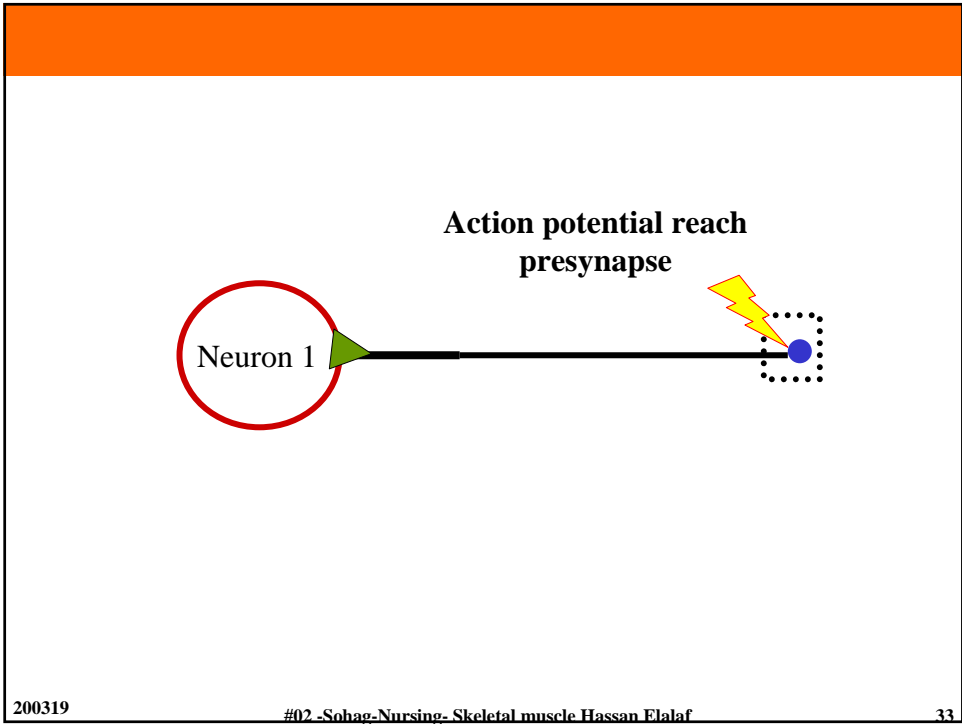 Action potential reach
presynapse
Neuron 1
200319
#02 -Sohag-Nursing- Skeletal muscle Hassan Elalaf
33